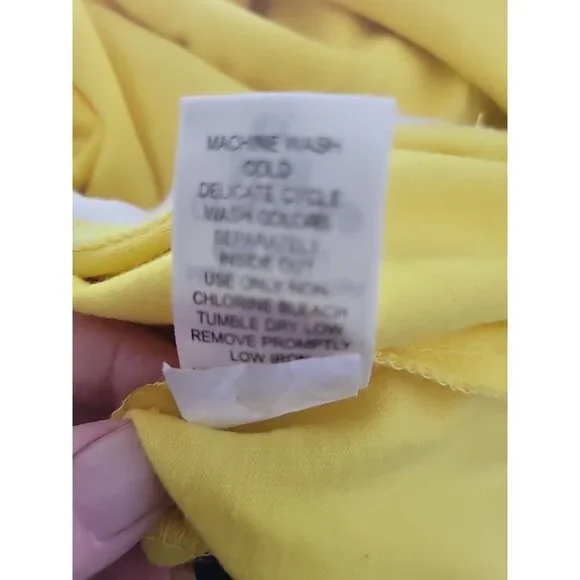 MACHINE WASH
COLD
DELICATE CYCLE
WASH COLORS
SEPARATELY
INSIDE OUT
USE ONLY NON-
CHLORINE BLEACH
TUMBLE DRY LOW
REMOVE PROMPTLY
LOW IRON